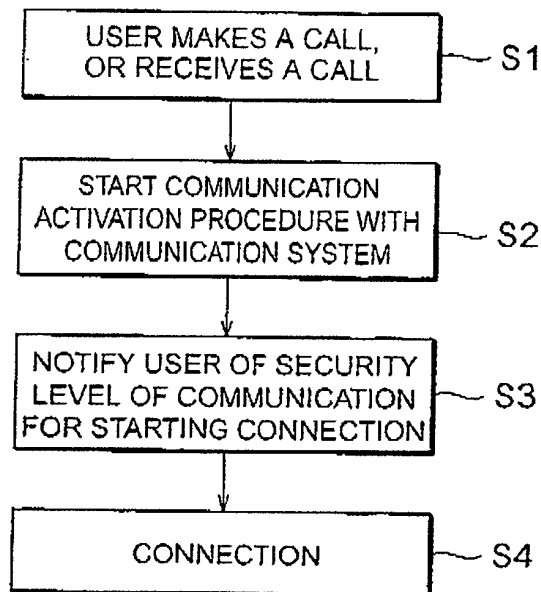 USER MAKES A CALL,
OR RECEIVES A CALL
S1
START COMMUNICATION
ACTIVATION PROCEDURE WITH
COMMUNICATION SYSTEM
S2
NOTIFY USER OF SECURITY
LEVEL OF COMMUNICATION
FOR STARTING CONNECTION
S3
CONNECTION
S4